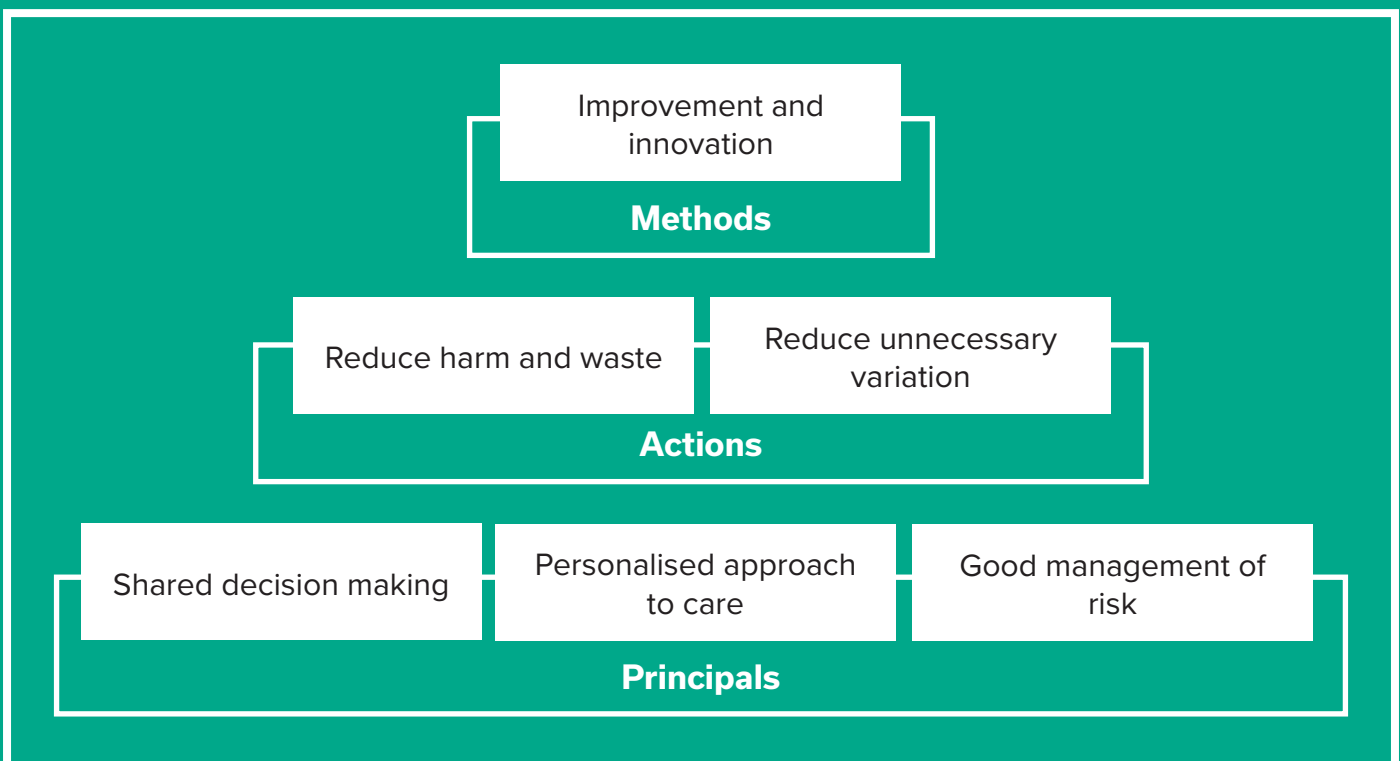 Improvement and
innovation
Methods
Reduce harm and waste
Reduce unnecessary
variation
Actions
Shared decision making
Personalised approach
to care
Good management of
risk
Principals